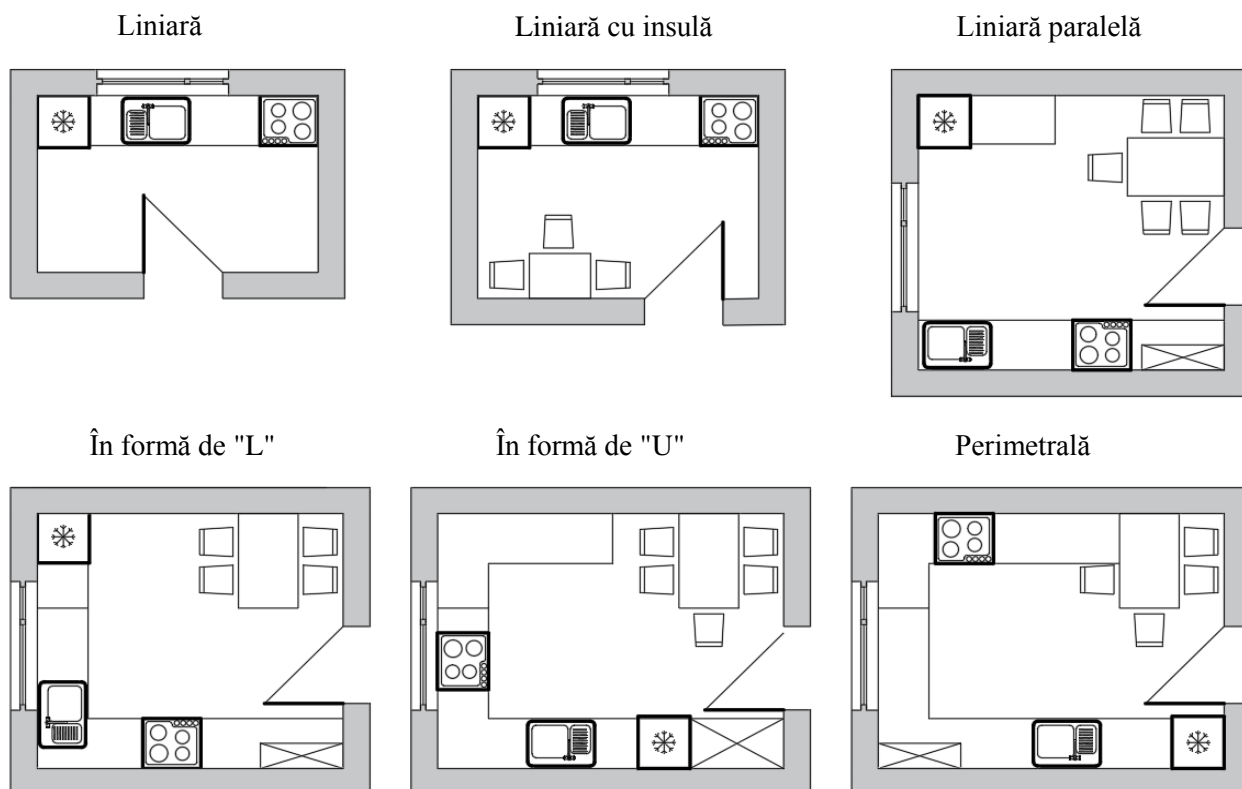 Liniară
Liniară cu insulă
Liniară paralelă
În formă de "L"
În formă de "U"
Perimetrală